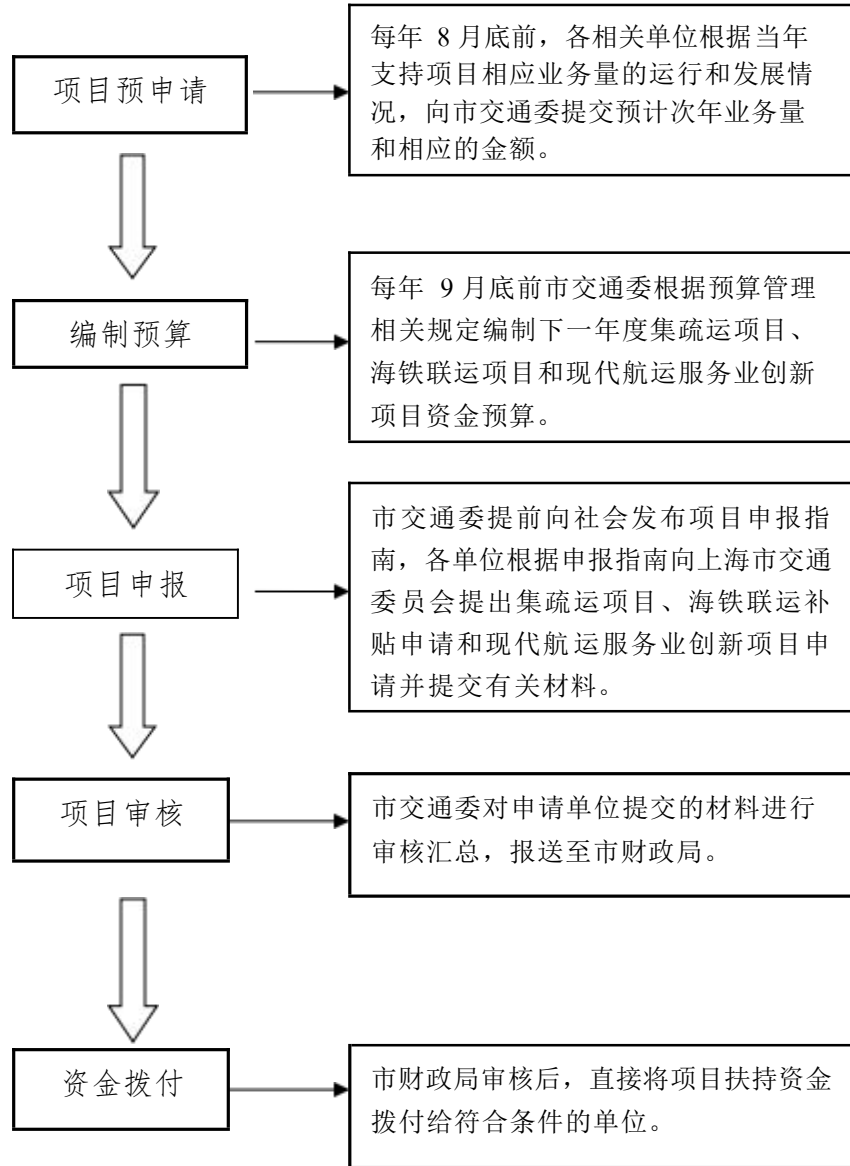 项目预申请
每年 8 月底前，各相关单位根据当年
支持项目相应业务量的运行和发展情
况，向市交通委提交预计次年业务量
和相应的金额。
编制预算
每年 9 月底前市交通委根据预算管理
相关规定编制下一年度集疏运项目、
海铁联运项目和现代航运服务业创新
项目资金预算。
项目申报
市交通委提前向社会发布项目申报指
南，各单位根据申报指南向上海市交通
委员会提出集疏运项目、海铁联运补
贴申请和现代航运服务业创新项目申
请并提交有关材料。
项目审核
市交通委对申请单位提交的材料进行
审核汇总，报送至市财政局。
资金拨付
市财政局审核后，直接将项目扶持资金
拨付给符合条件的单位。